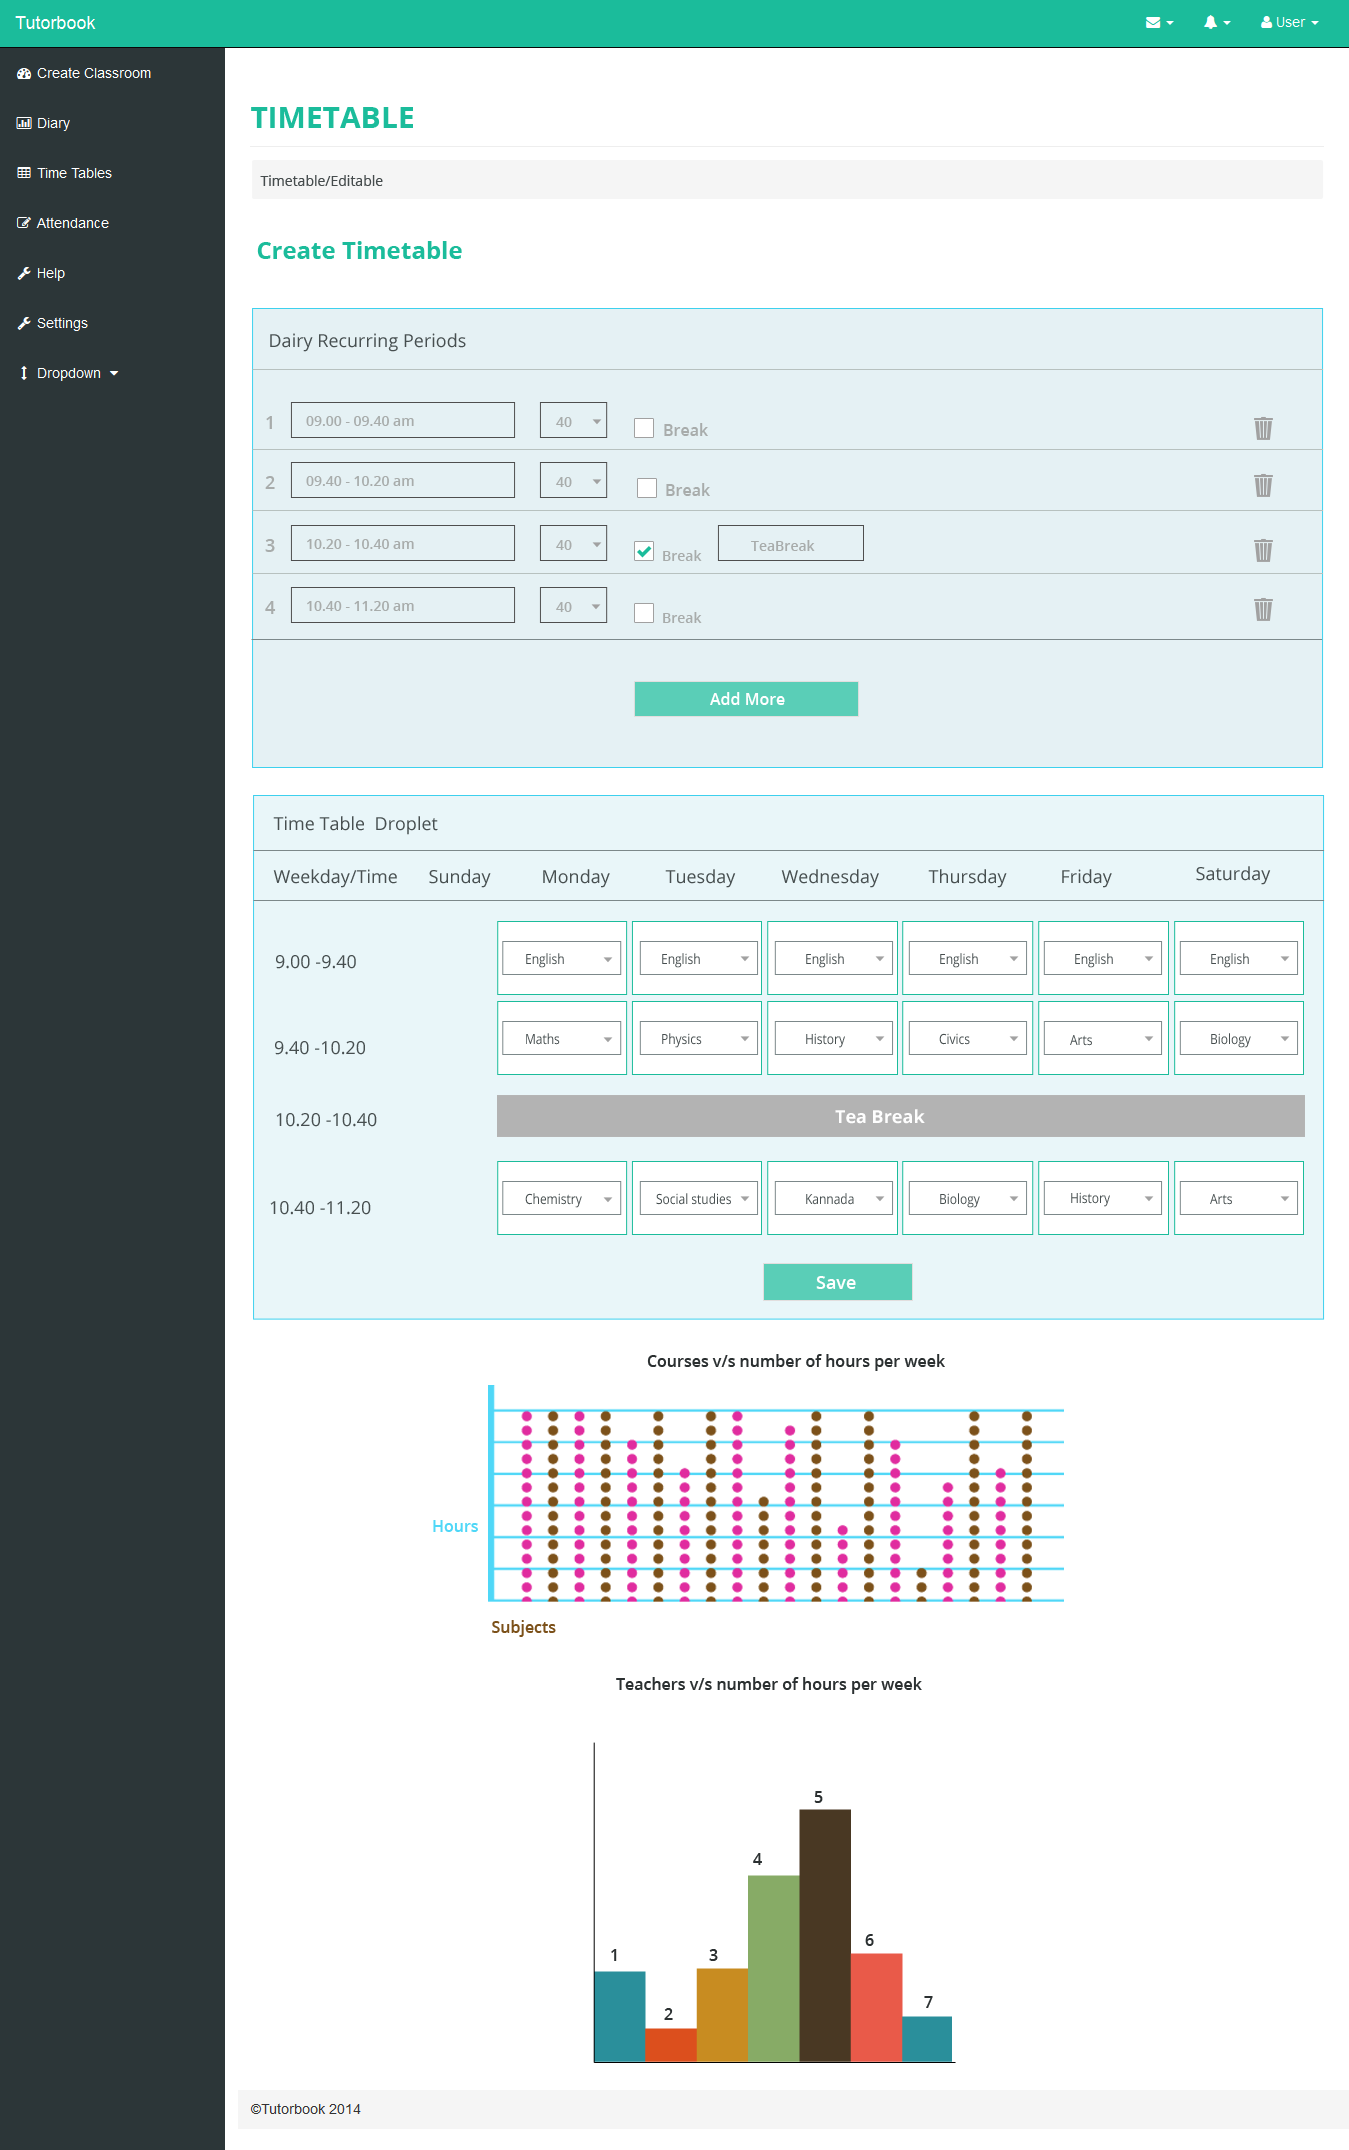 Tutorbook
User
Create Classroom
Diary
Time Tables
Attendance
Help
Settings
Dropdown
TIMETABLE
Timetable/Editable
Create Timetable
Dairy Recurring Periods
1 09.00 - 09.40 am 40 Break
2 09.40 - 10.20 am 40 Break
3 10.20 - 10.40 am 40 Break TeaBreak
4 10.40 - 11.20 am 40 Break
Add More
Time Table Droplet
Weekday/Time Sunday Monday Tuesday Wednesday Thursday Friday Saturday
9.00 -9.40 English English English English English English
9.40 -10.20 Maths Physics History Civics Arts Biology
10.20 -10.40 Tea Break
10.40 -11.20 Chemistry Social studies Kannada Biology History Arts
Save
Courses v/s number of hours per week
Hours
Subjects
Teachers v/s number of hours per week
5
4
6
1
3
7
2
©Tutorbook 2014